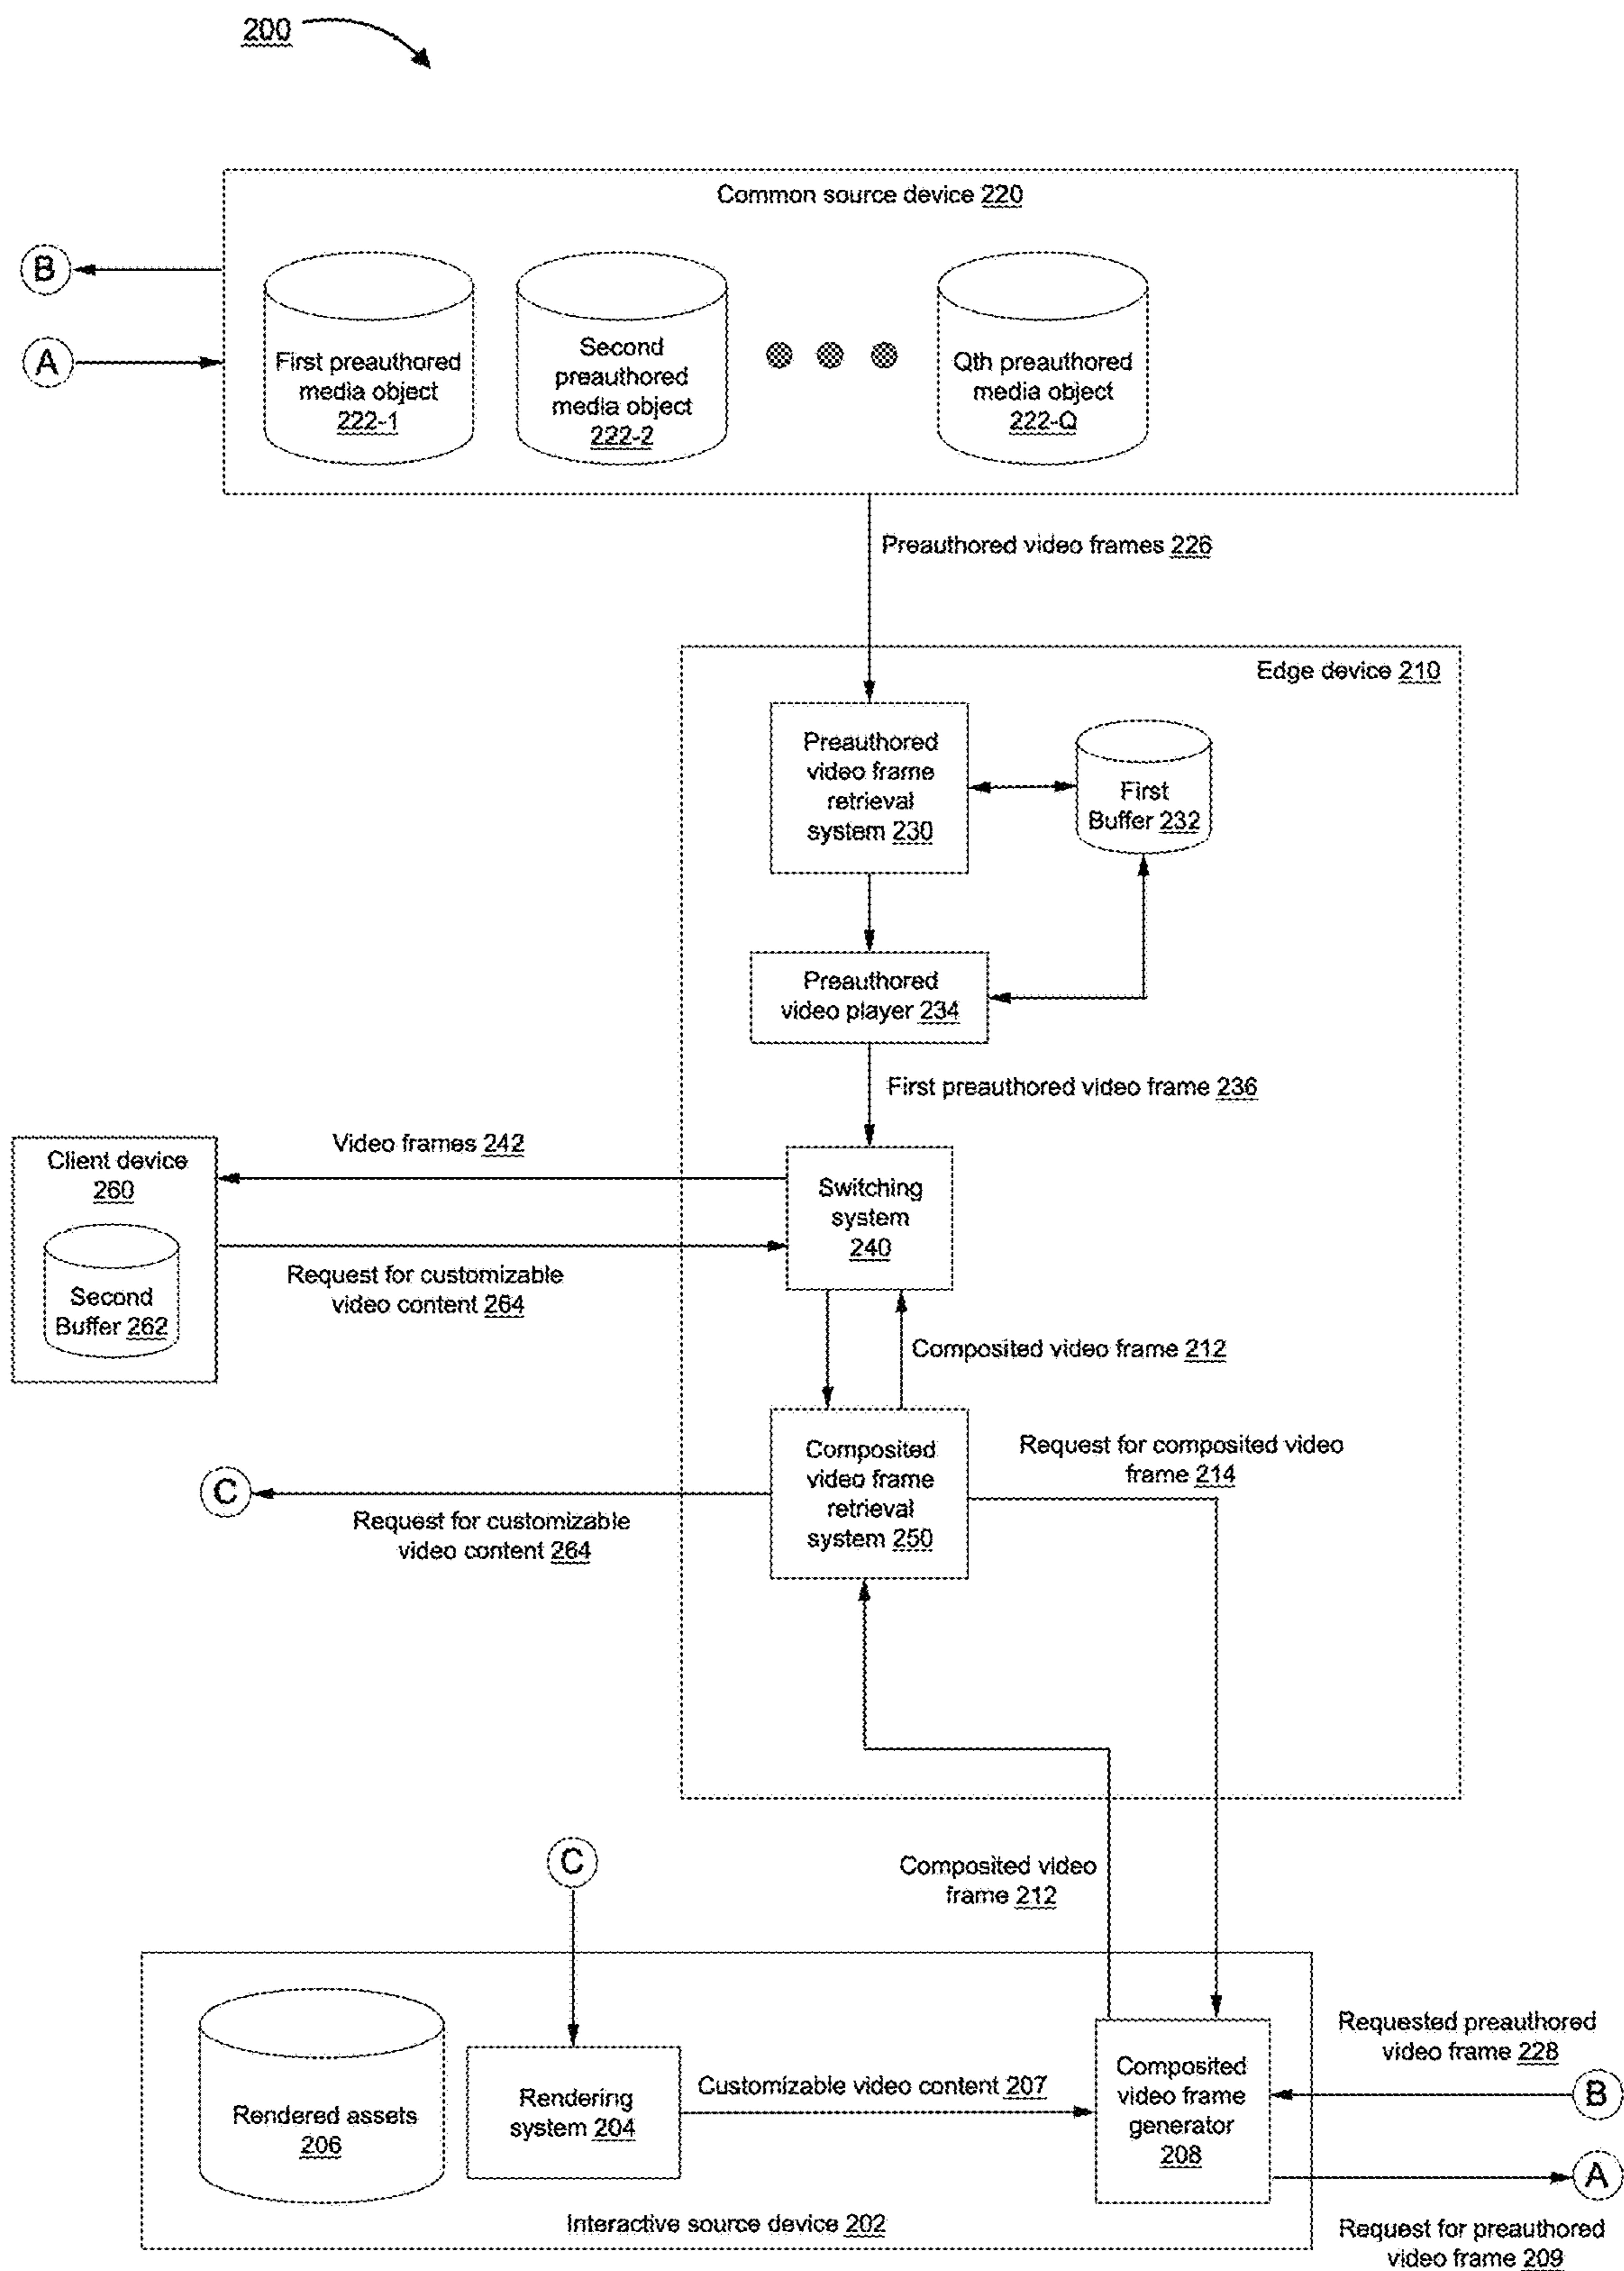 200
Common source device 220
B
A
First preauthored
media object
222-1
Second
preauthored
media object
222-2
Qth preauthored
media object
222-Q
Preauthored video frames 226
Edge device 210
Preauthored
video frame
retrieval
system 230
First
Buffer 232
Preauthored
video player 234
First preauthored video frame 236
Client device
260
Second
Buffer 262
Video frames 242
Request for customizable
video content 264
Switching
system
240
Composited video frame 212
Composited
video frame
retrieval
system 250
Request for composited video
frame 214
C
Request for customizable
video content 264
C
Composited video
frame 212
Rendered assets
206
Rendering
system 204
Customizable video content 207
Composited
video frame
generator
208
Requested preauthored
video frame 228
B
A
Request for preauthored
video frame 209
Interactive source device 202